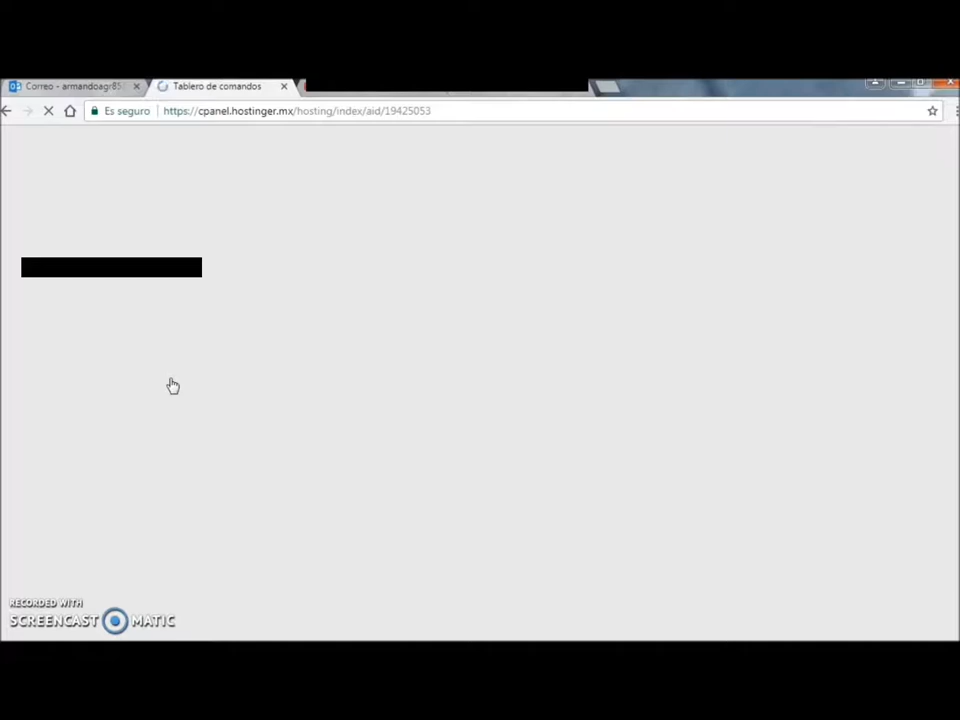 Correo - armandoagr85
Tablero de comandos
Es seguro
https://cpanel.hostinger.mx/hosting/index/aid/19425053
RECORDED WITH
SCREENCAST MATIC